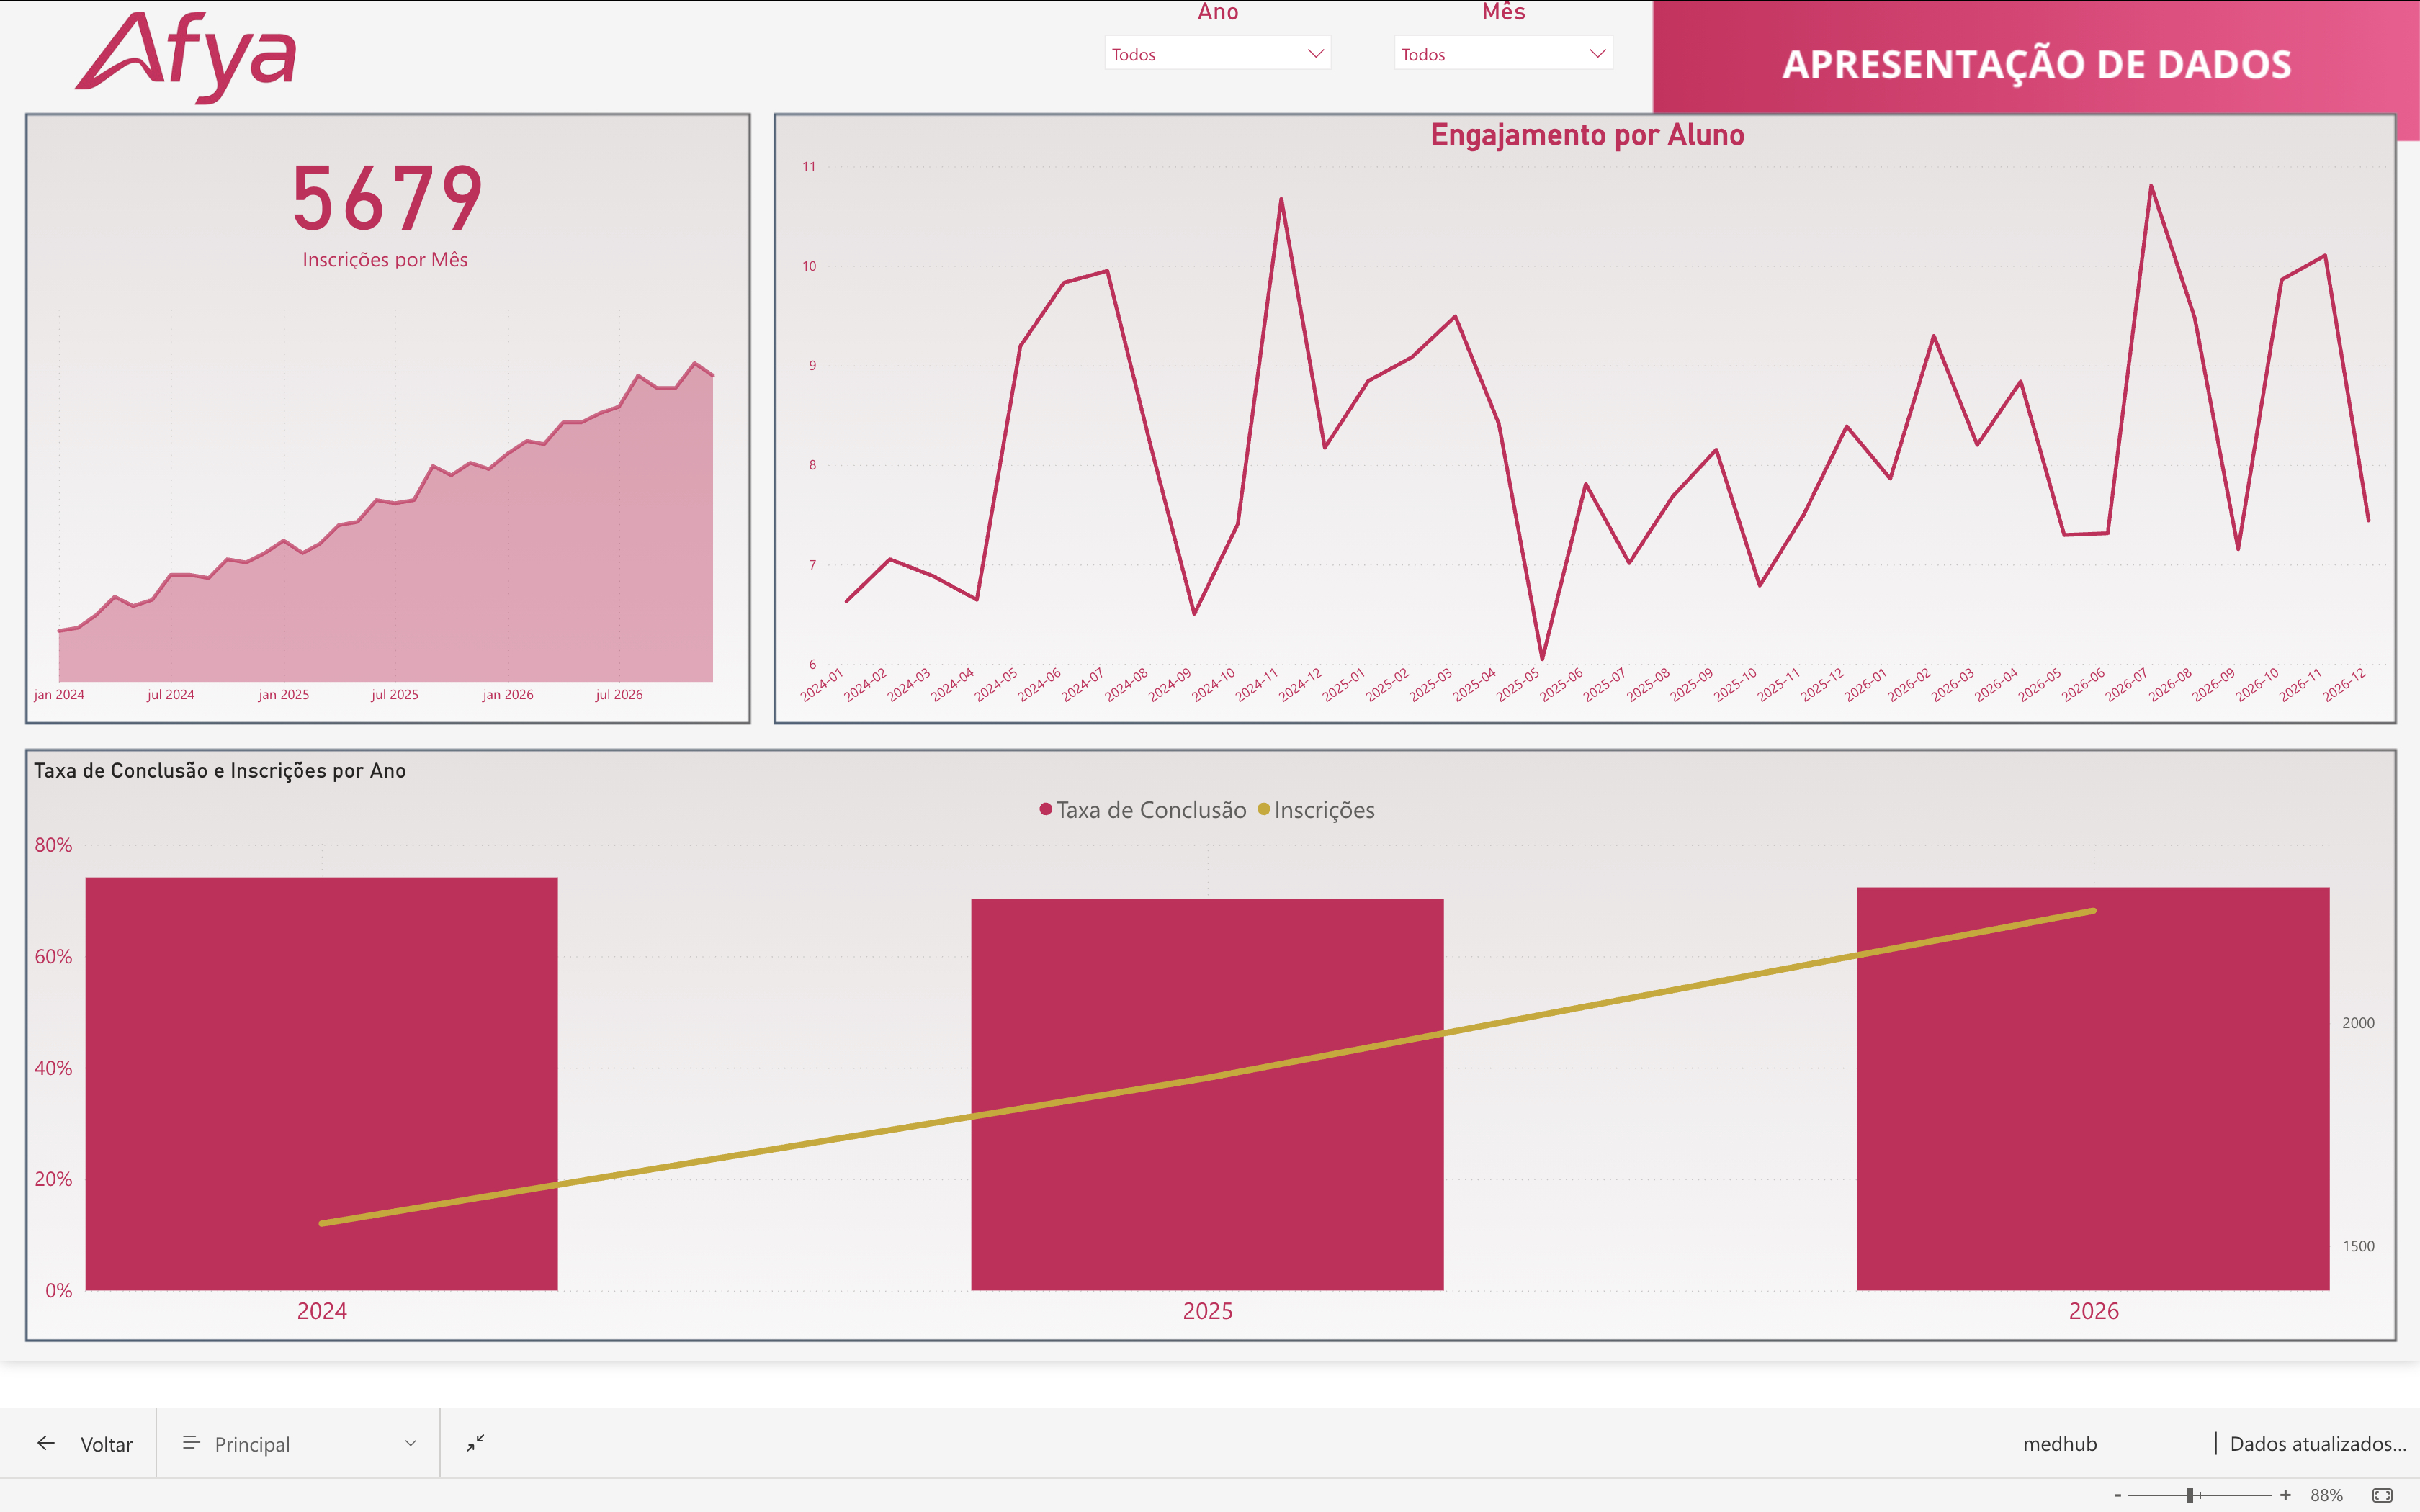 Afya
Ano
Mês
Todos
Todos
APRESENTAÇÃO DE DADOS
5679
Inscrições por Mês
jan 2024 jul 2024 jan 2025 jul 2025 jan 2026 jul 2026
Engajamento por Aluno
11
10
9
8
7
6
2024-01 2024-02 2024-03 2024-04 2024-05 2024-06 2024-07 2024-08 2024-09 2024-10 2024-11 2024-12 2025-01 2025-02 2025-03 2025-04 2025-05 2025-06 2025-07 2025-08 2025-09 2025-10 2025-11 2025-12 2026-01 2026-02 2026-03 2026-04 2026-05 2026-06 2026-07 2026-08 2026-09 2026-10 2026-11 2026-12
Taxa de Conclusão e Inscrições por Ano
Taxa de Conclusão Inscrições
80%
60%
40%
20%
0%
2000
1500
2024 2025 2026
Voltar
Principal
medhub
Dados atualizados...
- + 88%